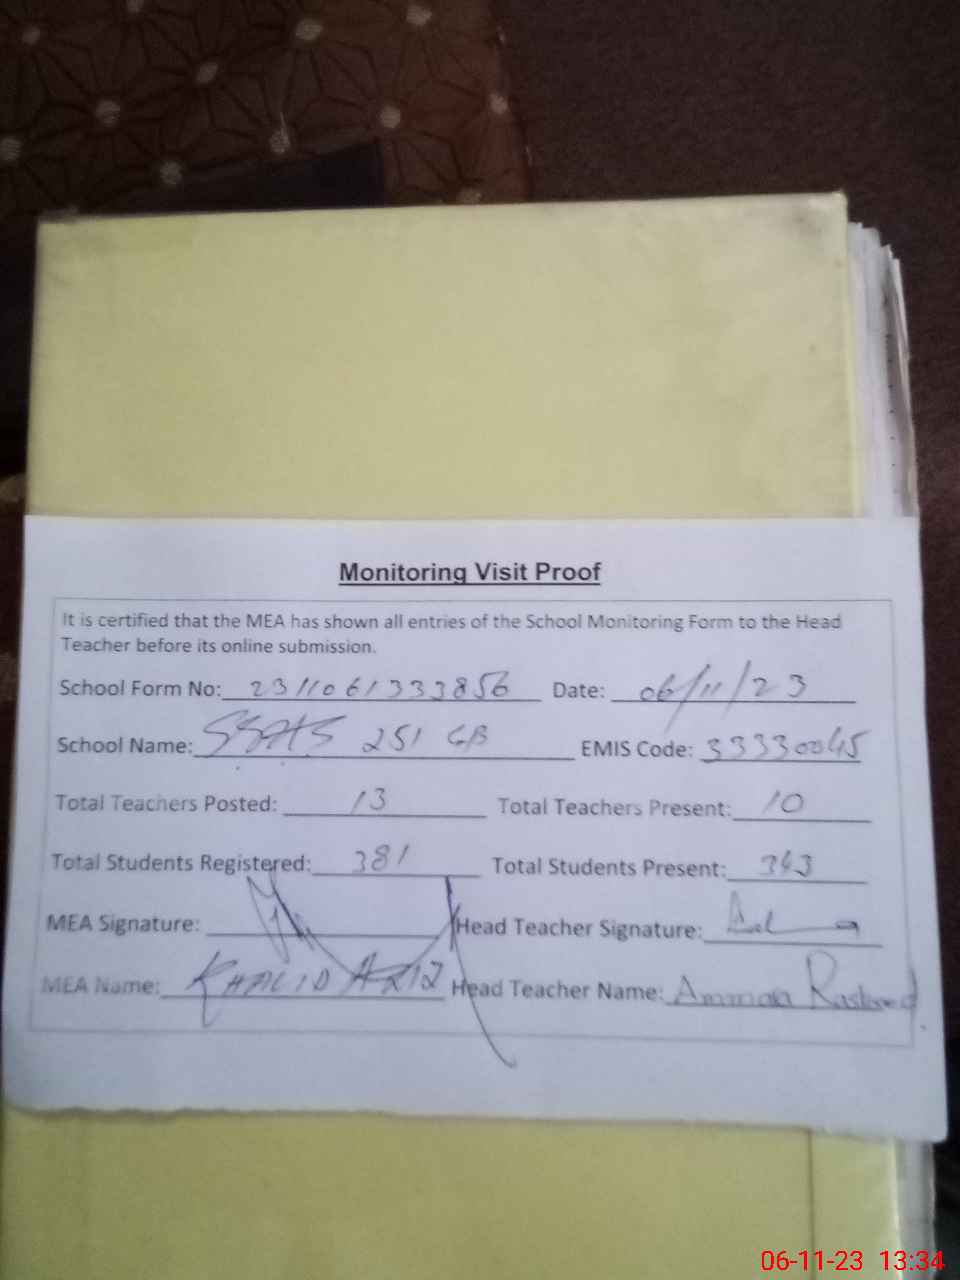 Monitoring Visit Proof
It is certified that the MEA has shown all entries of the School Monitoring Form to the Head
Teacher before its online submission.
School Form No: 2311061333856 Date: 06/11/23
School Name: 251 GB EMIS Code: 33330045
Total Teachers Posted: 13 Total Teachers Present: 10
Total Students Registered: 381 Total Students Present: 343
MEA Signature: Head Teacher Signature:
MEA Name: KHALID AZIZ Head Teacher Name: Rasheed
06-11-23 13:34